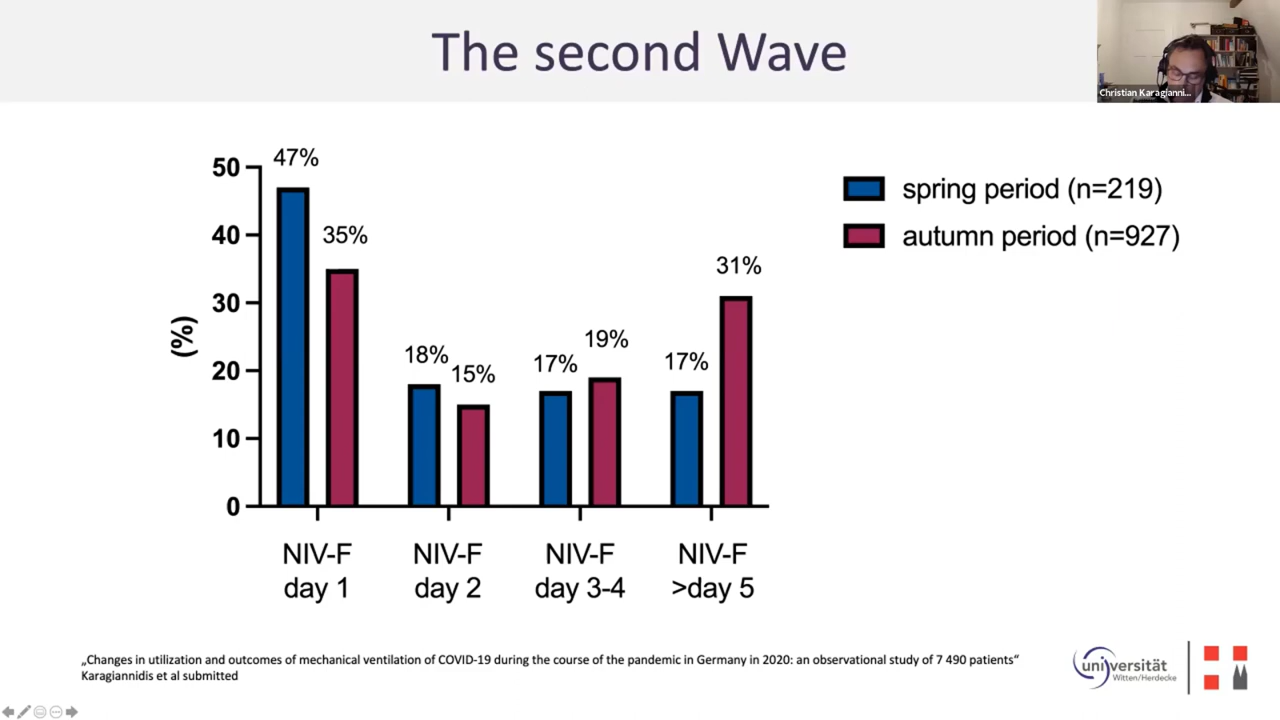 The second Wave
Christian Karagianni...
47%
50
40
30
20
10
0
(%)
35%
18%
15%
17%
19%
17%
31%
spring period (n=219)
autumn period (n=927)
NIV-F
day 1
NIV-F
day 2
NIV-F
day 3-4
NIV-F
>day 5
„Changes in utilization and outcomes of mechanical ventilation of COVID-19 during the course of the pandemic in Germany in 2020: an observational study of 7 490 patients“
Karagiannidis et al submitted
universität
Witten/Herdecke